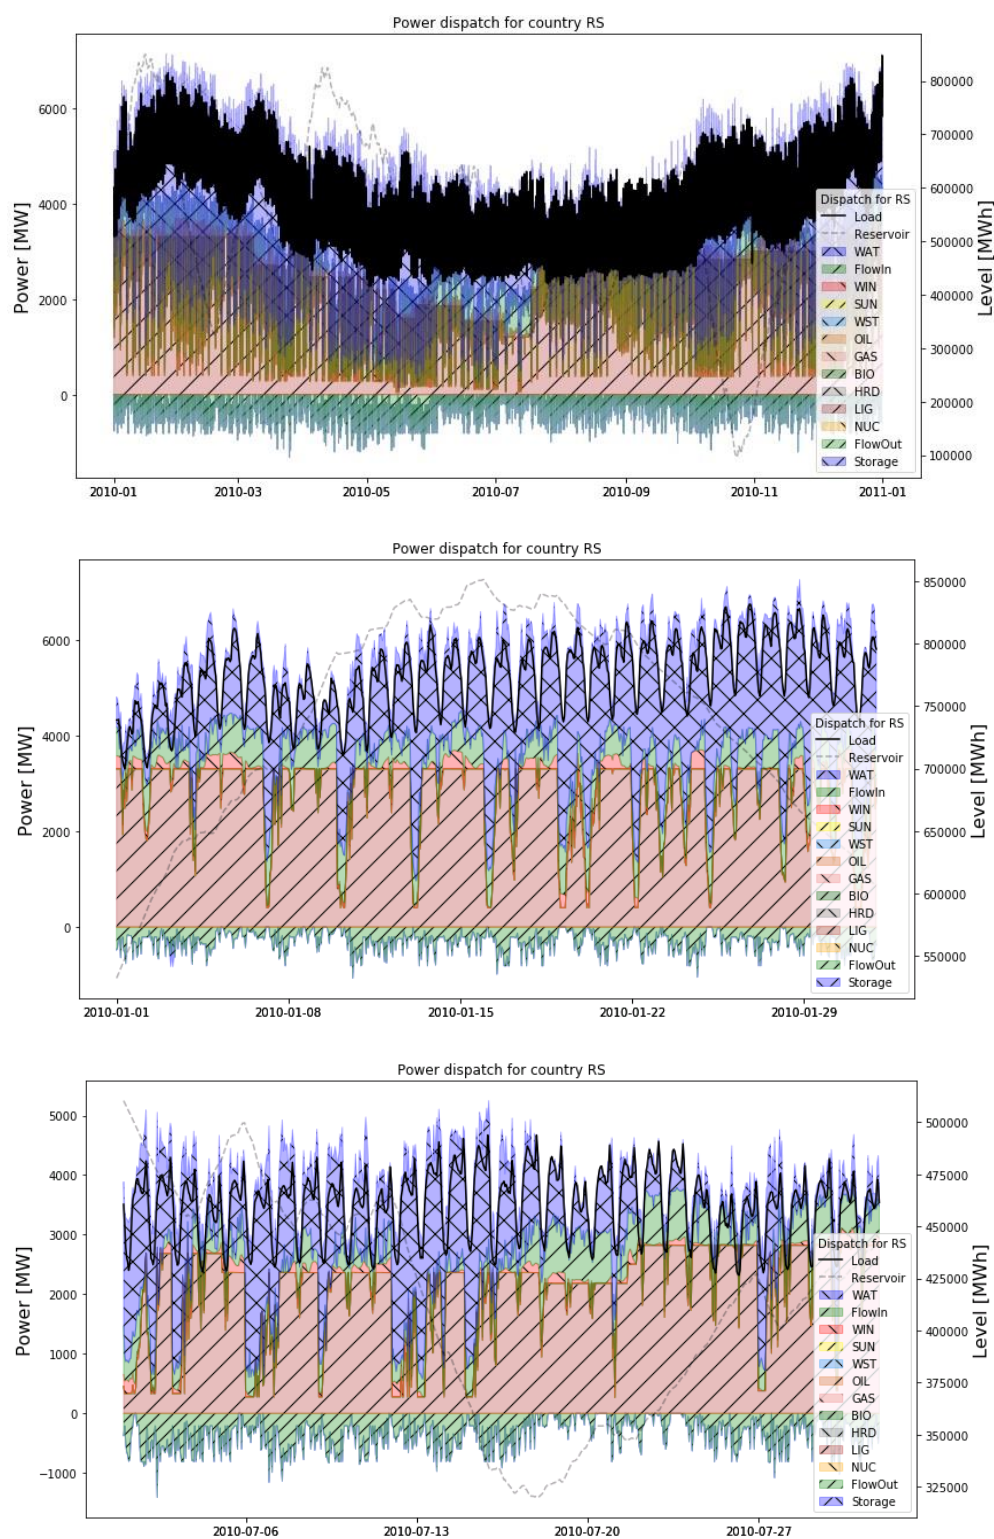 Power dispatch for country RS
Power [MW]
6000
4000
2000
0
800000
700000
600000
500000
400000
300000
200000
100000
Level [MWh]
Dispatch for RS
Load
Reservoir
WAT
FlowIn
WIN
SUN
WST
OIL
GAS
BIO
HRD
LIG
NUC
FlowOut
Storage
2010-01
2010-03
2010-05
2010-07
2010-09
2010-11
2011-01
Power dispatch for country RS
Power [MW]
6000
4000
2000
0
850000
800000
750000
700000
650000
600000
550000
Level [MWh]
Dispatch for RS
Load
Reservoir
WAT
FlowIn
WIN
SUN
WST
OIL
GAS
BIO
HRD
LIG
NUC
FlowOut
Storage
2010-01-01
2010-01-08
2010-01-15
2010-01-22
2010-01-29
Power dispatch for country RS
Power [MW]
5000
4000
3000
2000
1000
0
−1000
500000
475000
450000
425000
400000
375000
350000
325000
Level [MWh]
Dispatch for RS
Load
Reservoir
WAT
FlowIn
WIN
SUN
WST
OIL
GAS
BIO
HRD
LIG
NUC
FlowOut
Storage
2010-07-06
2010-07-13
2010-07-20
2010-07-27